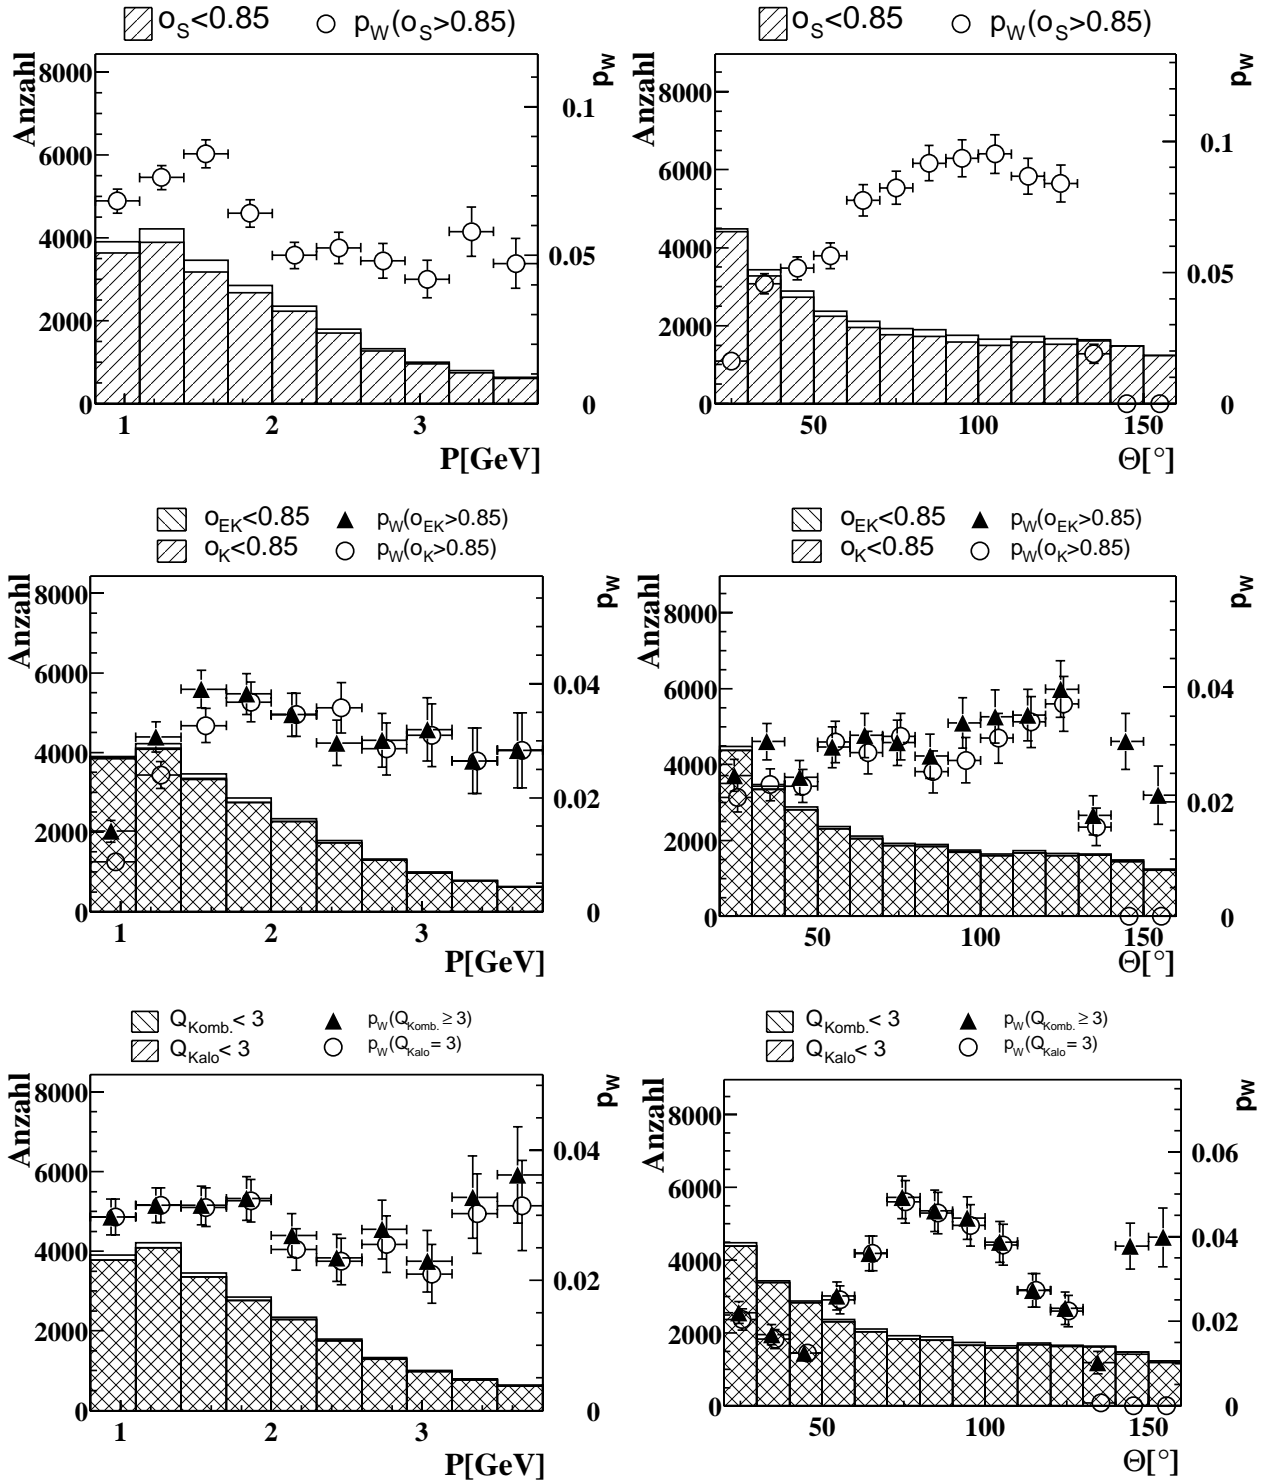 o_S<0.85 p_W(o_S>0.85)
8000
6000
4000
2000
0
Anzahl
0.1
0.05
0
p_W
1 2 3
P[GeV]
o_S<0.85 p_W(o_S>0.85)
8000
6000
4000
2000
0
Anzahl
0.1
0.05
0
p_W
50 100 150
Θ[°]
o_EK<0.85 p_W(o_EK>0.85)
o_K<0.85 p_W(o_K>0.85)
8000
6000
4000
2000
0
Anzahl
0.04
0.02
0
p_W
1 2 3
P[GeV]
o_EK<0.85 p_W(o_EK>0.85)
o_K<0.85 p_W(o_K>0.85)
8000
6000
4000
2000
0
Anzahl
0.04
0.02
0
p_W
50 100 150
Θ[°]
Q_Komb.< 3 p_W(Q_Komb. ≥ 3)
Q_Kalo< 3 p_W(Q_Kalo = 3)
8000
6000
4000
2000
0
Anzahl
0.04
0.02
0
p_W
1 2 3
P[GeV]
Q_Komb.< 3 p_W(Q_Komb. ≥ 3)
Q_Kalo< 3 p_W(Q_Kalo = 3)
8000
6000
4000
2000
0
Anzahl
0.06
0.04
0.02
0
p_W
50 100 150
Θ[°]